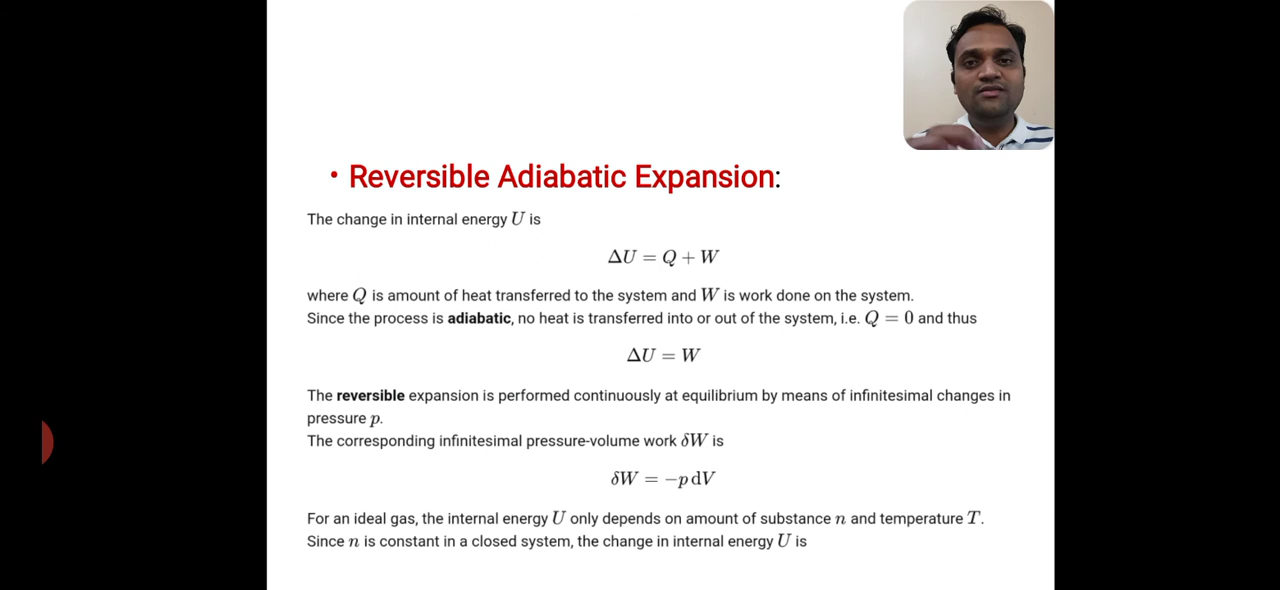 • Reversible Adiabatic Expansion:
The change in internal energy U is
ΔU = Q + W
where Q is amount of heat transferred to the system and W is work done on the system.
Since the process is adiabatic, no heat is transferred into or out of the system, i.e. Q = 0 and thus
ΔU = W
The reversible expansion is performed continuously at equilibrium by means of infinitesimal changes in
pressure p.
The corresponding infinitesimal pressure-volume work δW is
δW = −p dV
For an ideal gas, the internal energy U only depends on amount of substance n and temperature T.
Since n is constant in a closed system, the change in internal energy U is